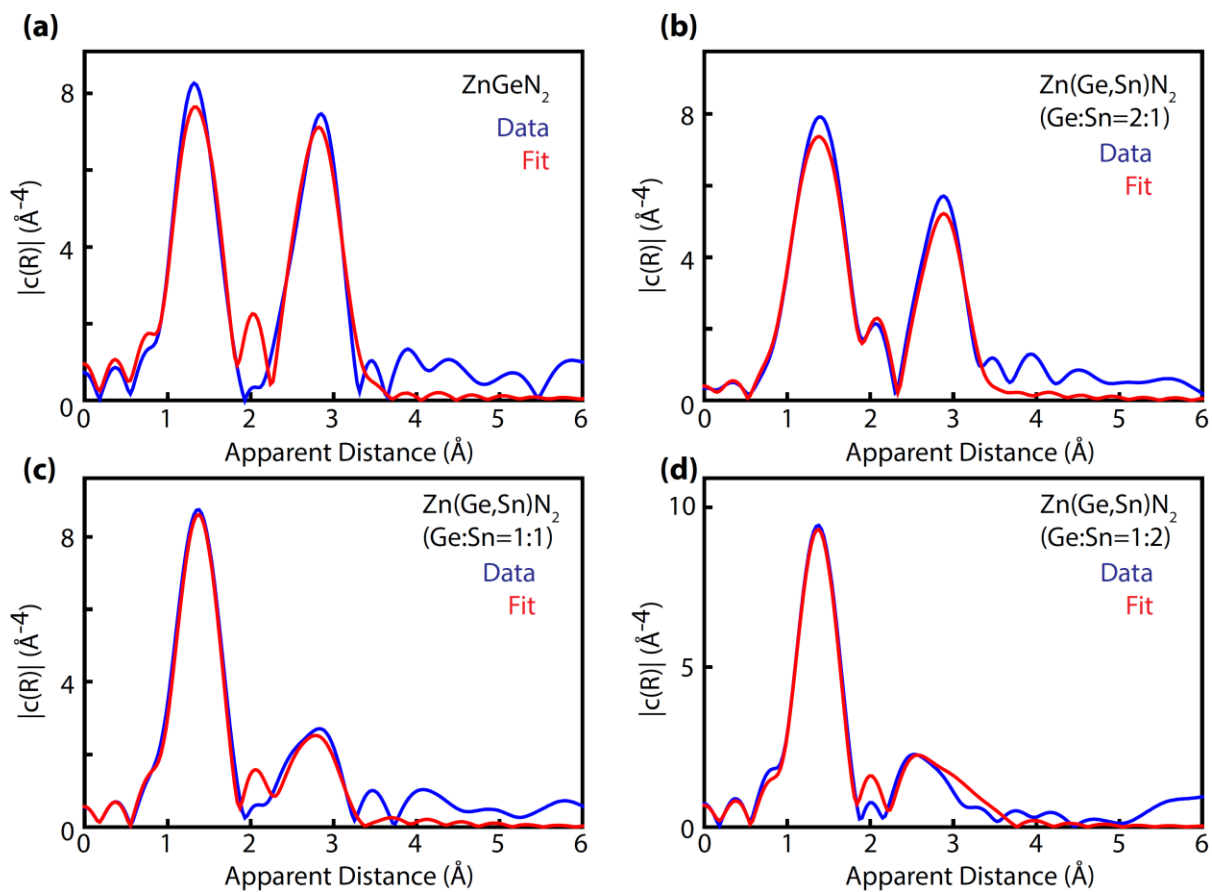 (a)
ZnGeN₂
Data
Fit
8
4
0
|c(R)| (Å⁻⁴)
0 1 2 3 4 5 6
Apparent Distance (Å)
(b)
Zn(Ge,Sn)N₂
(Ge:Sn=2:1)
Data
Fit
8
4
0
|c(R)| (Å⁻⁴)
0 1 2 3 4 5 6
Apparent Distance (Å)
(c)
Zn(Ge,Sn)N₂
(Ge:Sn=1:1)
Data
Fit
8
4
0
|c(R)| (Å⁻⁴)
0 1 2 3 4 5 6
Apparent Distance (Å)
(d)
Zn(Ge,Sn)N₂
(Ge:Sn=1:2)
Data
Fit
10
5
0
|c(R)| (Å⁻⁴)
0 1 2 3 4 5 6
Apparent Distance (Å)